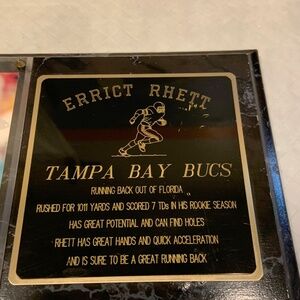 ERRICT RHETT
TAMPA BAY BUCS
RUNNING BACK OUT OF FLORIDA
RUSHED FOR 1011 YARDS AND SCORED 7 TDs IN HIS ROOKIE SEASON
HAS GREAT POTENTIAL AND CAN FIND HOLES
RHETT HAS GREAT HANDS AND QUICK ACCELERATION
AND IS SURE TO BE A GREAT RUNNING BACK